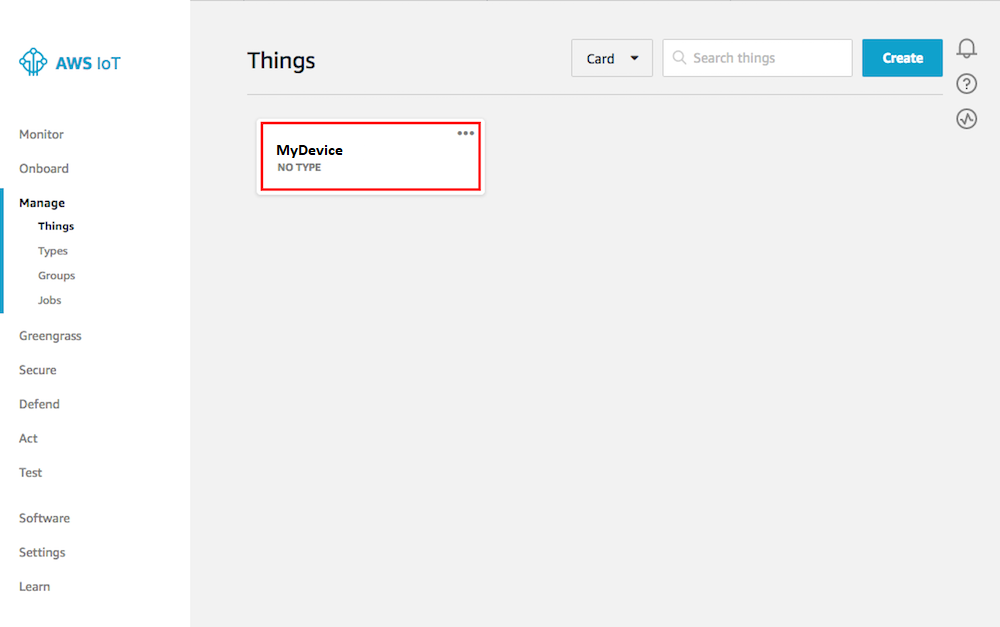 AWS IoT
Monitor
Onboard
Manage
Things
Types
Groups
Jobs
Greengrass
Secure
Defend
Act
Test
Software
Settings
Learn
Things
Card
Search things
Create
MyDevice
NO TYPE